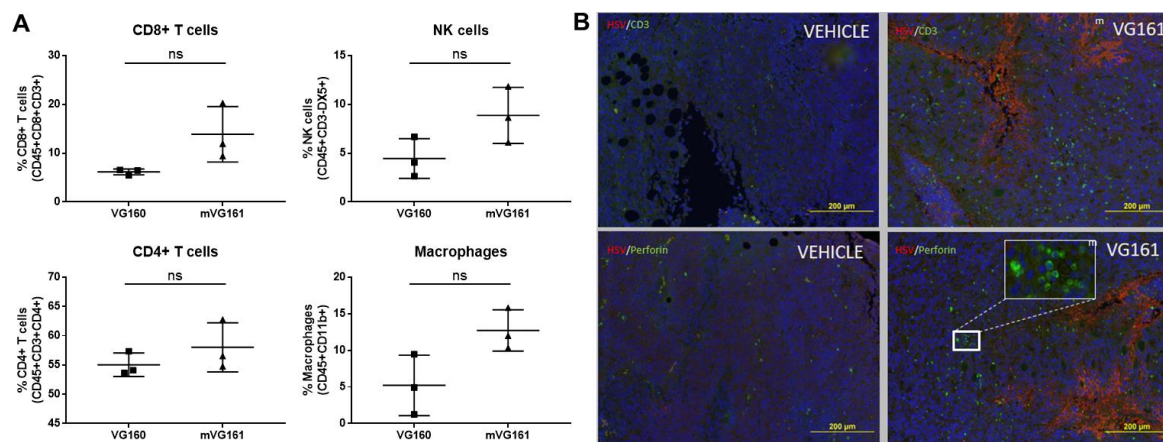 A
CD8+ T cells
ns
% CD8+ T cells
(CD45+CD8+CD3+)
30
20
10
0
VG160
mVG161
NK cells
ns
% NK cells
(CD45+CD3-DX5+)
15
10
5
0
VG160
mVG161
CD4+ T cells
ns
% CD4+ T cells
(CD45+CD3+CD4+)
70
65
60
55
50
45
VG160
mVG161
Macrophages
ns
% Macrophages
(CD45+CD11b+)
20
15
10
5
0
VG160
mVG161
B
HSV/CD3
VEHICLE
200 µm
HSV/CD3
m VG161
200 µm
HSV/Perforin
VEHICLE
200 µm
HSV/Perforin
m VG161
200 µm